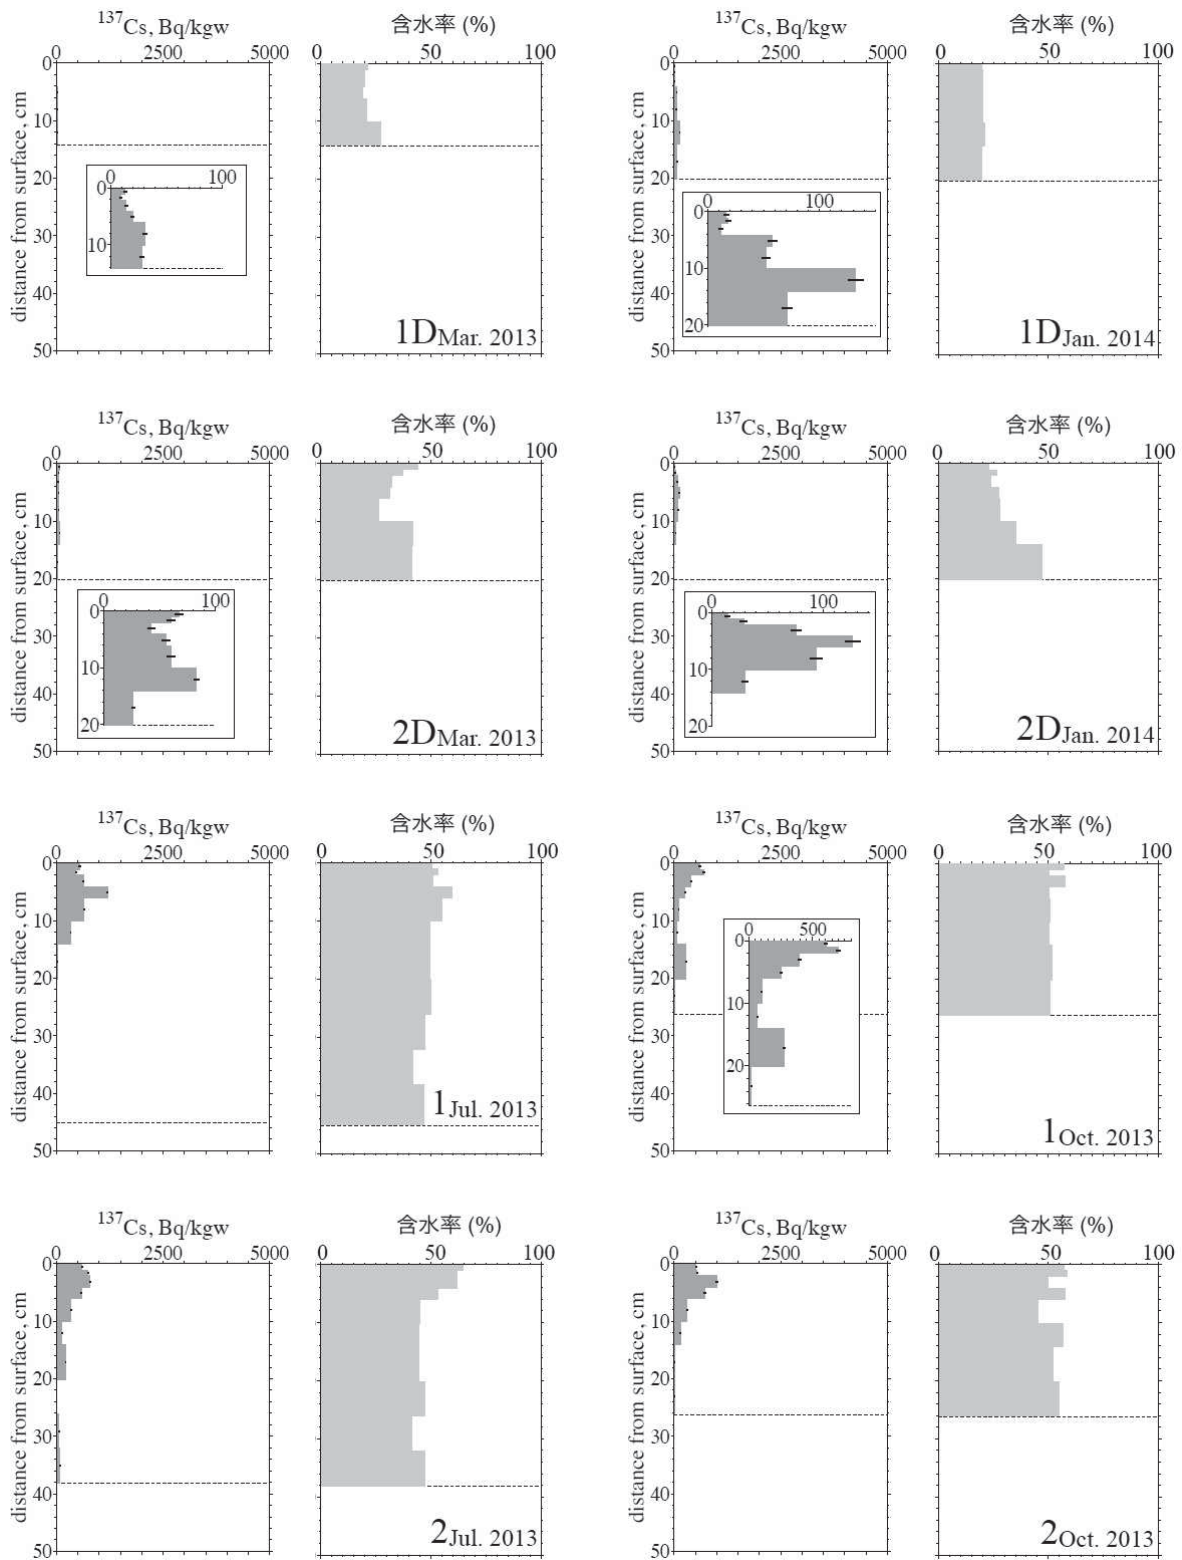 137Cs, Bq/kgw
0 2500 5000
含水率 (%)
0 50 100
137Cs, Bq/kgw
0 2500 5000
含水率 (%)
0 50 100
distance from surface, cm
0
10
20
30
40
50
0 100
0
10
1D Mar. 2013
distance from surface, cm
0
10
20
30
40
50
0 100
0
10
20
1D Jan. 2014
137Cs, Bq/kgw
0 2500 5000
含水率 (%)
0 50 100
137Cs, Bq/kgw
0 2500 5000
含水率 (%)
0 50 100
distance from surface, cm
0
10
20
30
40
50
0 100
0
10
20
2D Mar. 2013
distance from surface, cm
0
10
20
30
40
50
0 100
0
10
20
2D Jan. 2014
137Cs, Bq/kgw
0 2500 5000
含水率 (%)
0 50 100
137Cs, Bq/kgw
0 2500 5000
含水率 (%)
0 50 100
distance from surface, cm
0
10
20
30
40
50
1 Jul. 2013
distance from surface, cm
0
10
20
30
40
50
0 500
0
10
20
1 Oct. 2013
137Cs, Bq/kgw
0 2500 5000
含水率 (%)
0 50 100
137Cs, Bq/kgw
0 2500 5000
含水率 (%)
0 50 100
distance from surface, cm
0
10
20
30
40
50
2 Jul. 2013
distance from surface, cm
0
10
20
30
40
50
2 Oct. 2013